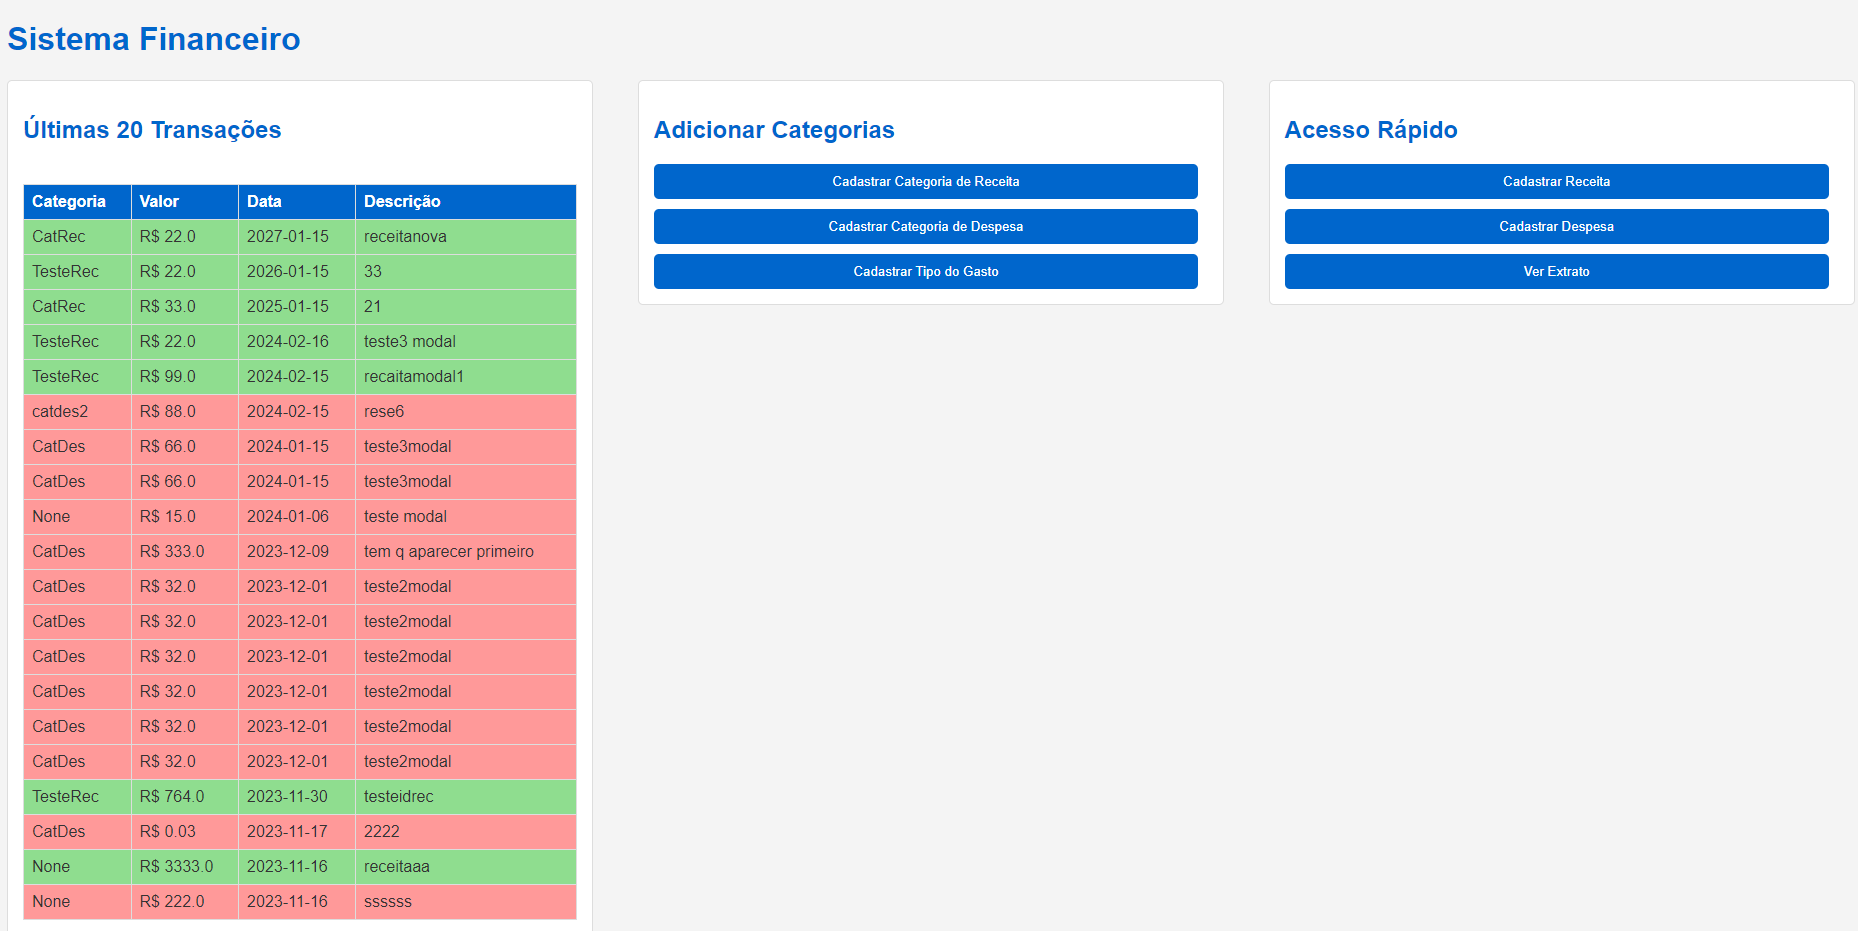 Sistema Financeiro
Últimas 20 Transações
Categoria Valor Data Descrição
CatRec R$ 22.0 2027-01-15 receitanova
TesteRec R$ 22.0 2026-01-15 33
CatRec R$ 33.0 2025-01-15 21
TesteRec R$ 22.0 2024-02-16 teste3 modal
TesteRec R$ 99.0 2024-02-15 recaitamodal1
catdes2 R$ 88.0 2024-02-15 rese6
CatDes R$ 66.0 2024-01-15 teste3modal
CatDes R$ 66.0 2024-01-15 teste3modal
None R$ 15.0 2024-01-06 teste modal
CatDes R$ 333.0 2023-12-09 tem q aparecer primeiro
CatDes R$ 32.0 2023-12-01 teste2modal
CatDes R$ 32.0 2023-12-01 teste2modal
CatDes R$ 32.0 2023-12-01 teste2modal
CatDes R$ 32.0 2023-12-01 teste2modal
CatDes R$ 32.0 2023-12-01 teste2modal
CatDes R$ 32.0 2023-12-01 teste2modal
TesteRec R$ 764.0 2023-11-30 testeidrec
CatDes R$ 0.03 2023-11-17 2222
None R$ 3333.0 2023-11-16 receitaaa
None R$ 222.0 2023-11-16 ssssss
Adicionar Categorias
Cadastrar Categoria de Receita
Cadastrar Categoria de Despesa
Cadastrar Tipo do Gasto
Acesso Rápido
Cadastrar Receita
Cadastrar Despesa
Ver Extrato